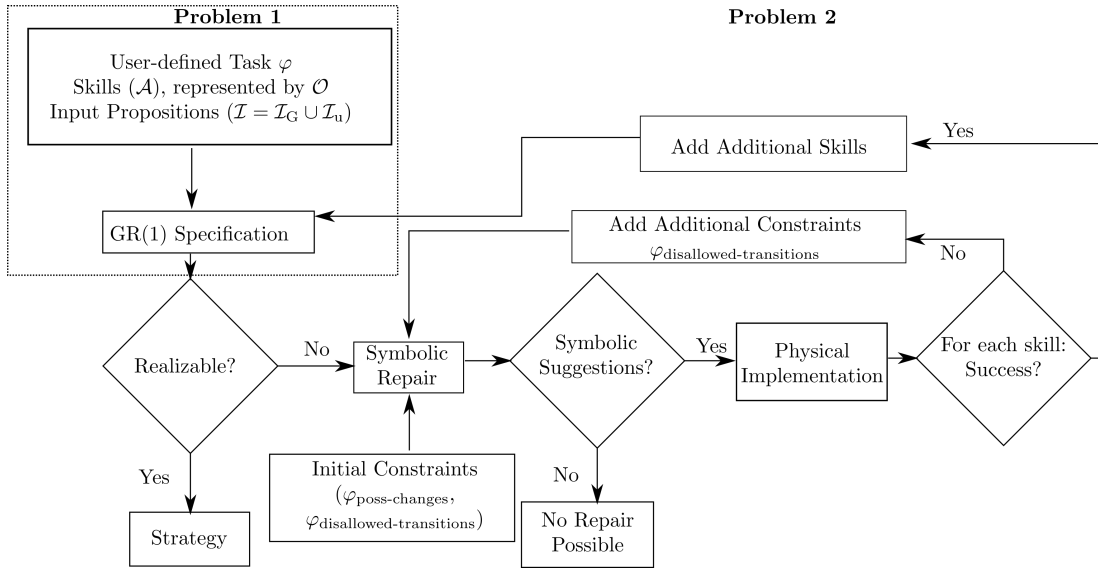 Problem 1
Problem 2
User-defined Task φ
Skills (𝒜), represented by 𝒪
Input Propositions (ℐ = ℐ_G ∪ ℐ_u)
Add Additional Skills
Yes
GR(1) Specification
Add Additional Constraints
φ_disallowed-transitions
No
Realizable?
No
Symbolic
Repair
Symbolic
Suggestions?
Yes
Physical
Implementation
For each skill:
Success?
Yes
Initial Constraints
(φ_poss-changes,
φ_disallowed-transitions)
No
Strategy
No Repair
Possible